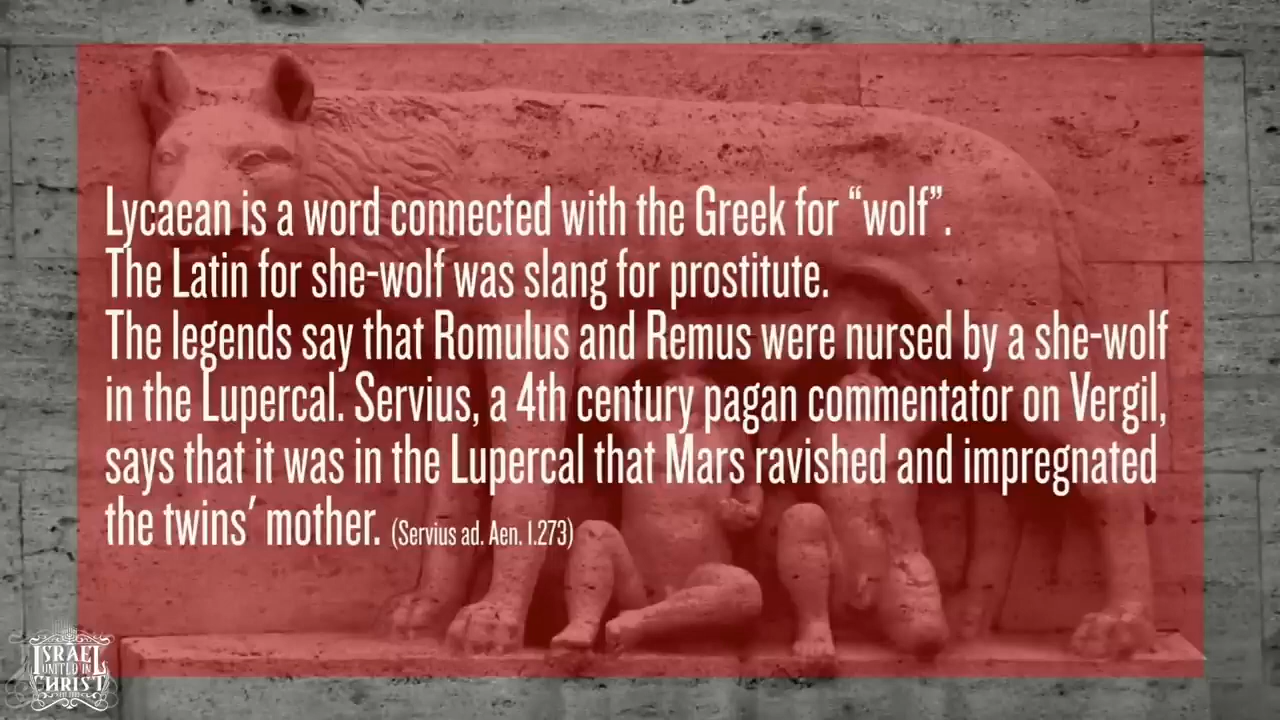 Lycaean is a word connected with the Greek for “wolf”.
The Latin for she-wolf was slang for prostitute.
The legends say that Romulus and Remus were nursed by a she-wolf
in the Lupercal. Servius, a 4th century pagan commentator on Vergil,
says that it was in the Lupercal that Mars ravished and impregnated
the twins’ mother. (Servius ad. Aen. 1.273)
ISRAEL
UNITED IN
CHRIST